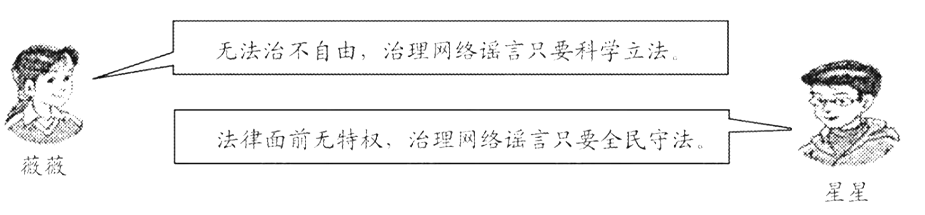 无法治不自由，治理网络谣言只要科学立法。
薇薇
法律面前无特权，治理网络谣言只要全民守法。
星星